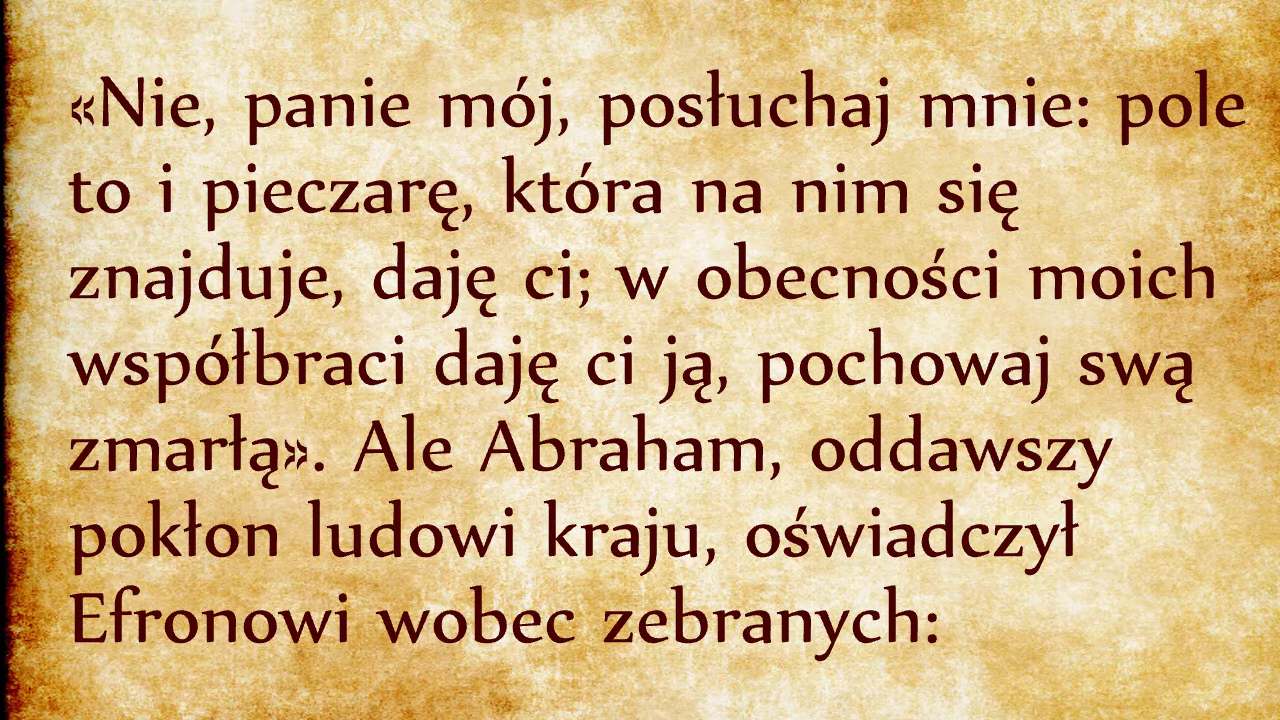 «Nie, panie mój, posłuchaj mnie: pole
to i pieczarę, która na nim się
znajduje, daję ci; w obecności moich
współbraci daję ci ją, pochowaj swą
zmarłą». Ale Abraham, oddawszy
pokłon ludowi kraju, oświadczył
Efronowi wobec zebranych: